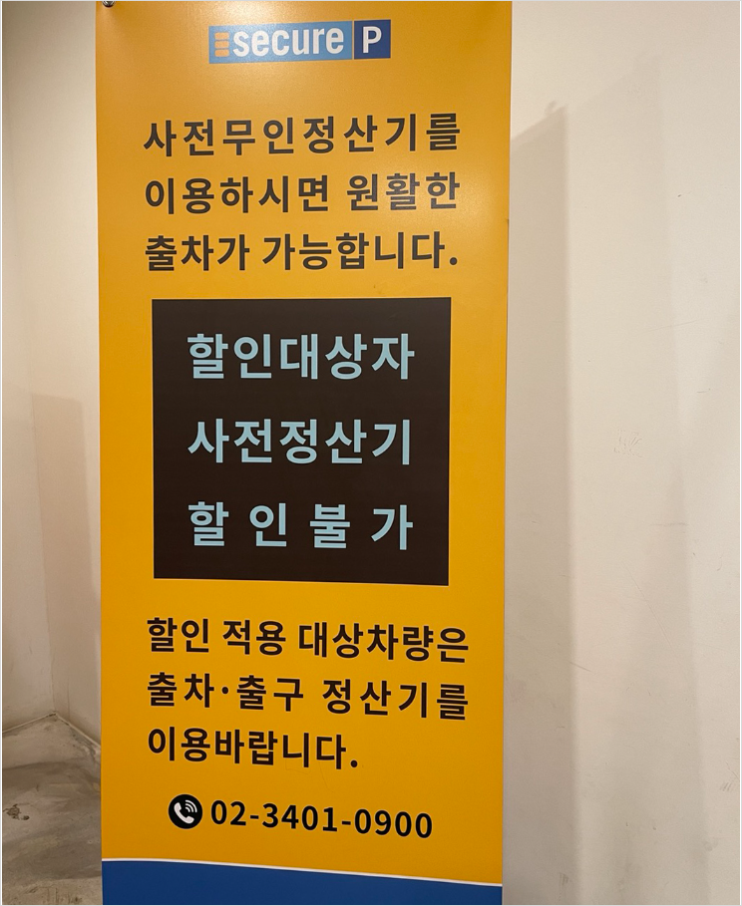 secure P
사전무인정산기를
이용하시면 원활한
출차가 가능합니다.
할인대상자
사전정산기
할인불가
할인 적용 대상차량은
출차·출구 정산기를
이용바랍니다.
02-3401-0900